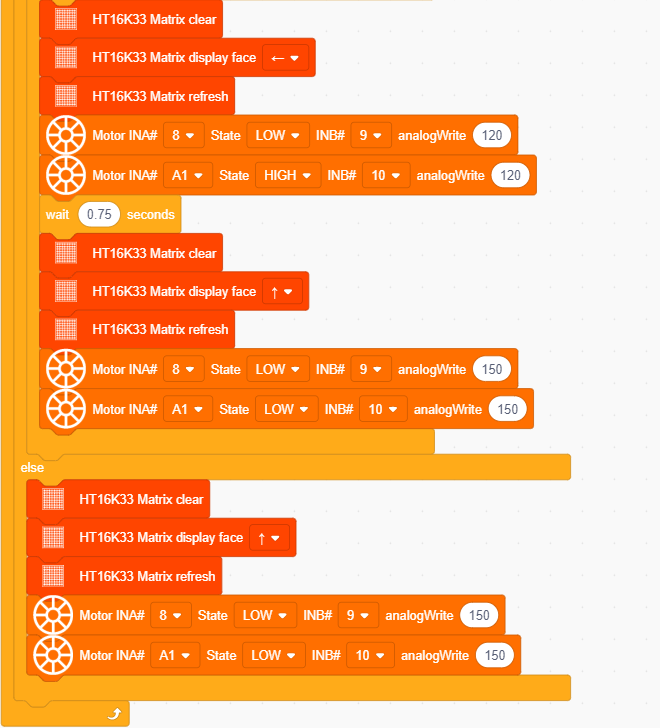 HT16K33 Matrix clear
HT16K33 Matrix display face ←
HT16K33 Matrix refresh
Motor INA# 8 State LOW INB# 9 analogWrite 120
Motor INA# A1 State HIGH INB# 10 analogWrite 120
wait 0.75 seconds
HT16K33 Matrix clear
HT16K33 Matrix display face ↑
HT16K33 Matrix refresh
Motor INA# 8 State LOW INB# 9 analogWrite 150
Motor INA# A1 State LOW INB# 10 analogWrite 150
else
HT16K33 Matrix clear
HT16K33 Matrix display face ↑
HT16K33 Matrix refresh
Motor INA# 8 State LOW INB# 9 analogWrite 150
Motor INA# A1 State LOW INB# 10 analogWrite 150